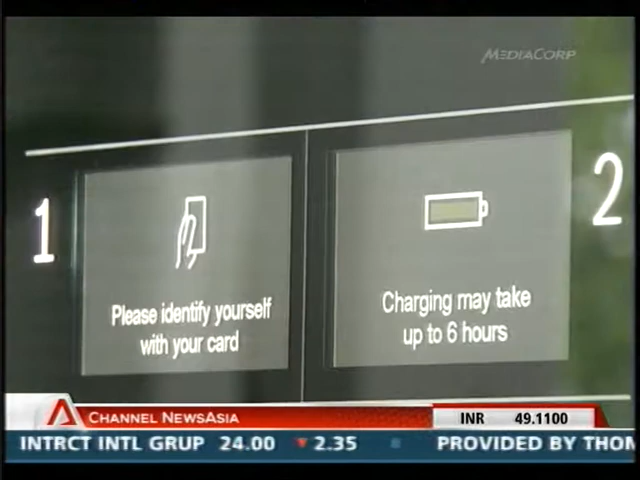 MEDIACORP
1
2
Please identify yourself
with your card
Charging may take
up to 6 hours
CHANNEL NEWSASIA
INR 49.1100
INTRCT INTL GRUP 24.00 ▼ 2.35 PROVIDED BY THOM